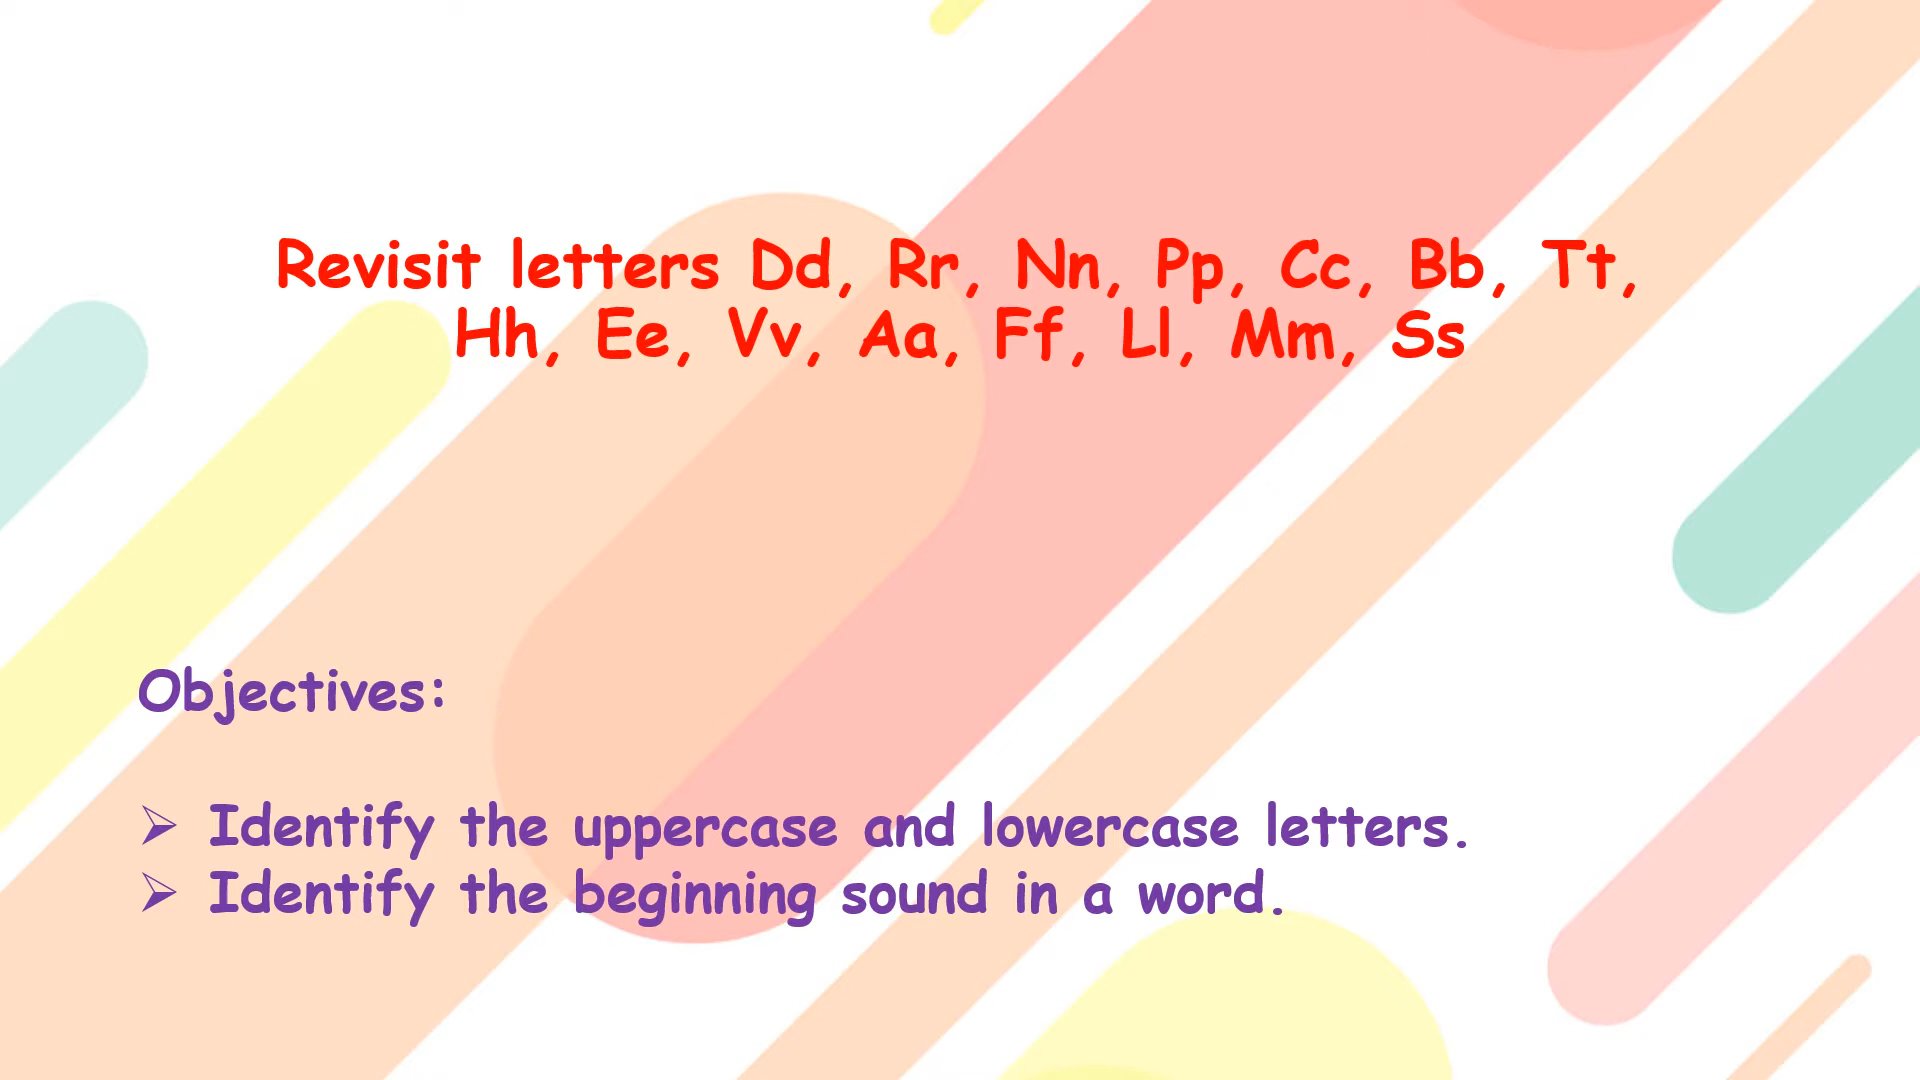 Revisit letters Dd, Rr, Nn, Pp, Cc, Bb, Tt,
Hh, Ee, Vv, Aa, Ff, Ll, Mm, Ss
Objectives:
➢ Identify the uppercase and lowercase letters.
➢ Identify the beginning sound in a word.